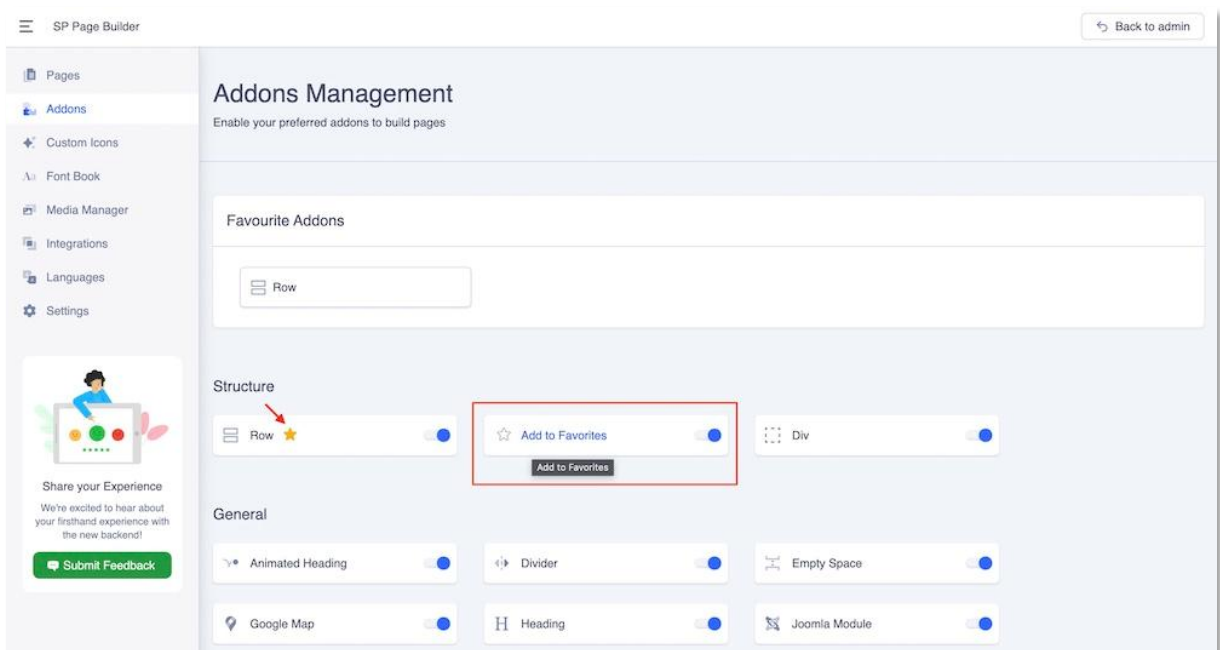 SP Page Builder
Back to admin
Pages
Addons
Custom Icons
Aa Font Book
Media Manager
Integrations
Languages
Settings
Share your Experience
We're excited to hear about
your firsthand experience with
the new backend!
Submit Feedback
Addons Management
Enable your preferred addons to build pages
Favourite Addons
Row
Structure
Row
Add to Favorites
Div
Add to Favorites
General
Animated Heading
Divider
Empty Space
Google Map
H Heading
Joomla Module